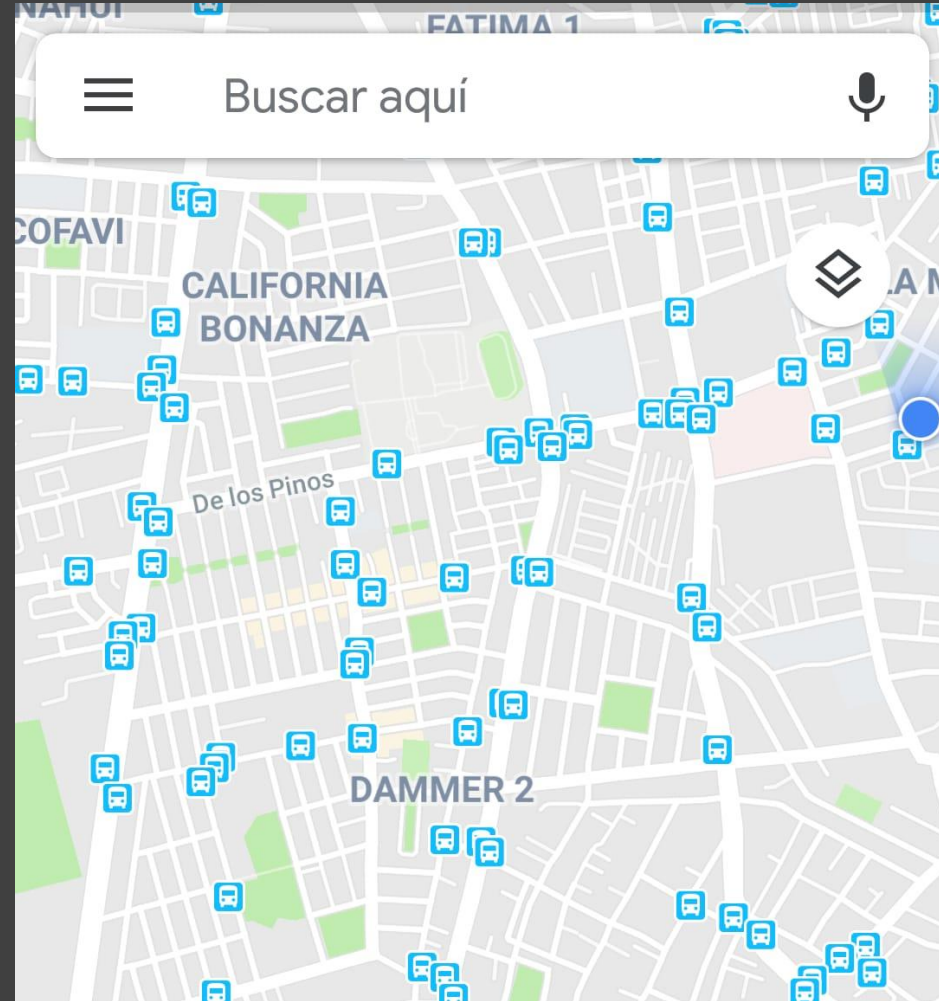 FATIMA 1
Buscar aquí
COFAVI
CALIFORNIA
BONANZA
De los Pinos
DAMMER 2